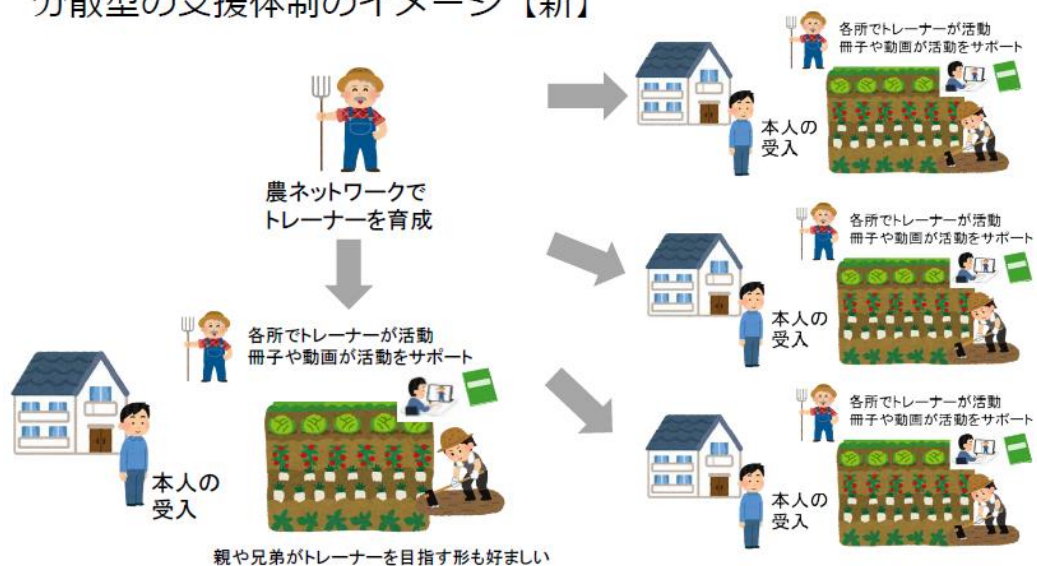 分散型の支援体制のイメージ【新】
農ネットワークで
トレーナーを育成
各所でトレーナーが活動
冊子や動画が活動をサポート
本人の
受入
親や兄弟がトレーナーを目指す形も好ましい
各所でトレーナーが活動
冊子や動画が活動をサポート
本人の
受入
各所でトレーナーが活動
冊子や動画が活動をサポート
本人の
受入
各所でトレーナーが活動
冊子や動画が活動をサポート
本人の
受入